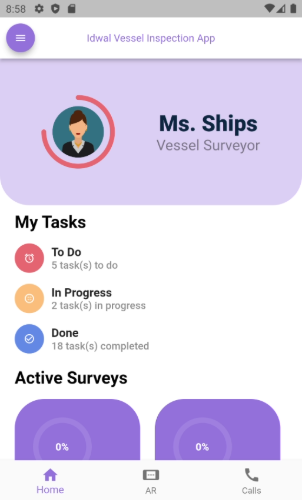 8:58
Idwal Vessel Inspection App
Ms. Ships
Vessel Surveyor
My Tasks
To Do
5 task(s) to do
In Progress
2 task(s) in progress
Done
18 task(s) completed
Active Surveys
0% 0%
Home AR Calls